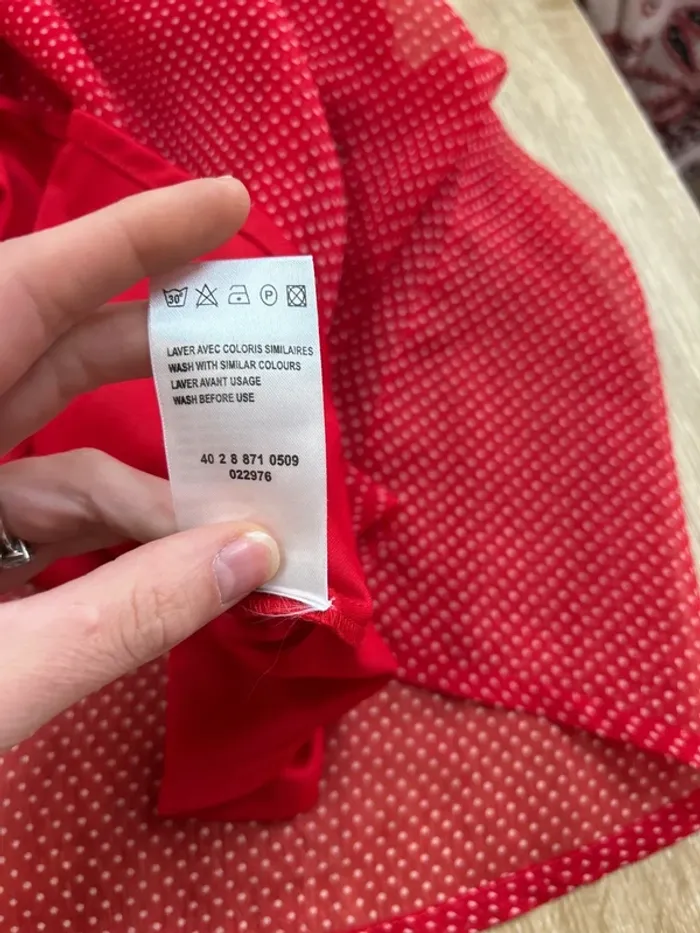 30°
P
LAVER AVEC COLORIS SIMILAIRES
WASH WITH SIMILAR COLOURS
LAVER AVANT USAGE
WASH BEFORE USE
40 2 8 871 0509
022976